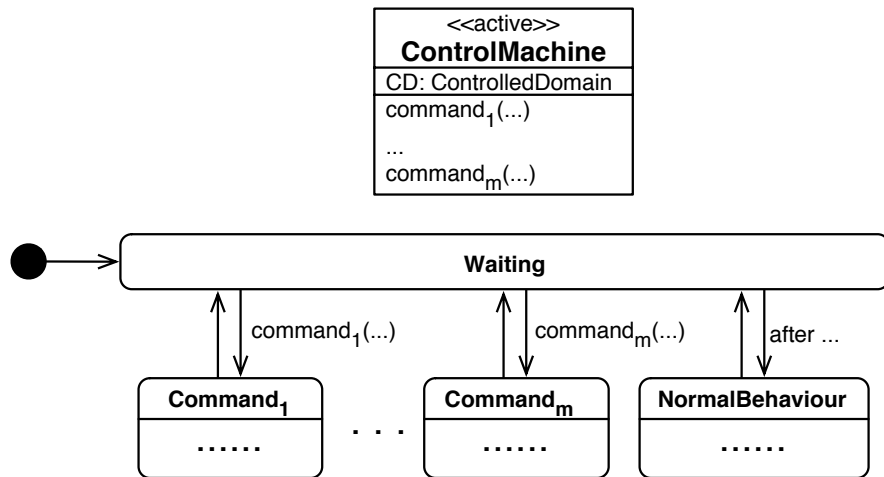 <<active>>
ControlMachine
CD: ControlledDomain
command₁(...)
...
commandₘ(...)
Waiting
command₁(...)
commandₘ(...)
after ...
Command₁
. . .
Commandₘ
NormalBehaviour
......
......
......